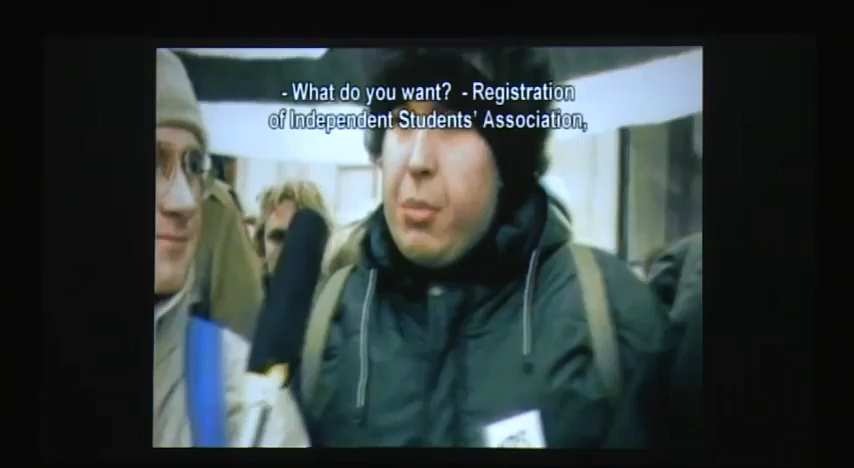 - What do you want?  - Registration
of Independent Students' Association,